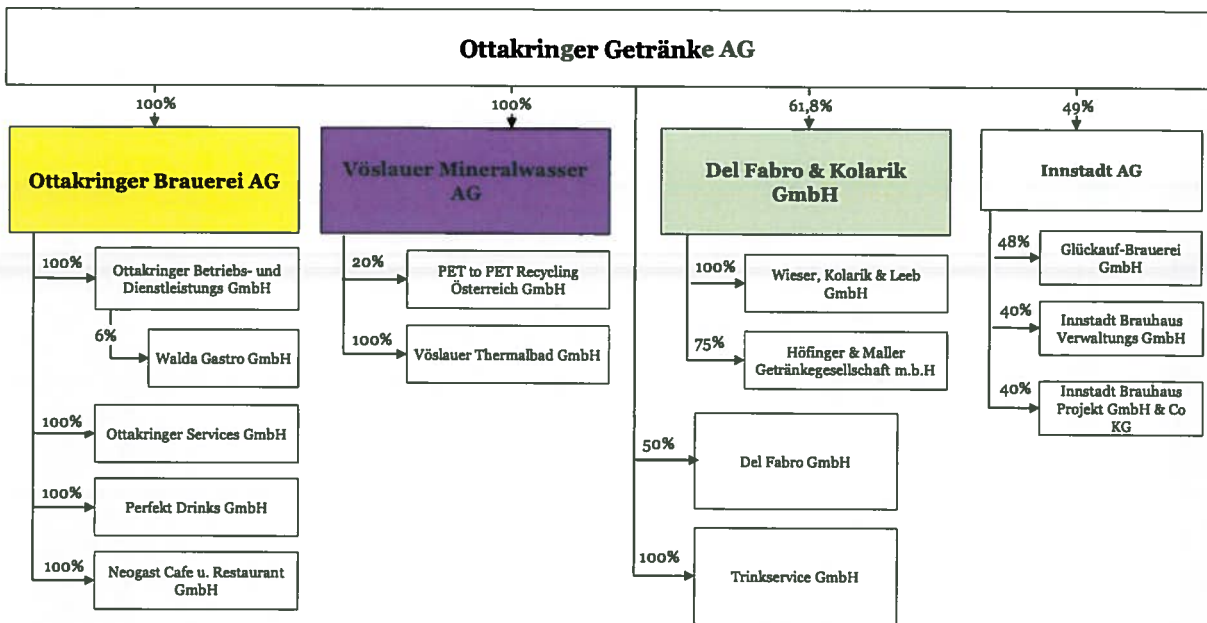 Ottakringer Getränke AG
100%
100%
61,8%
49%
Ottakringer Brauerei AG
Vöslauer Mineralwasser
AG
Del Fabro & Kolarik
GmbH
Innstadt AG
100%
Ottakringer Betriebs- und
Dienstleistungs GmbH
6%
Walda Gastro GmbH
100%
Ottakringer Services GmbH
100%
Perfekt Drinks GmbH
100%
Neogast Cafe u. Restaurant
GmbH
20%
PET to PET Recycling
Österreich GmbH
100%
Vöslauer Thermalbad GmbH
100%
Wieser, Kolarik & Leeb
GmbH
75%
Höfinger & Maller
Getränkegesellschaft m.b.H
50%
Del Fabro GmbH
100%
Trinkservice GmbH
48%
Glückauf-Brauerei
GmbH
40%
Innstadt Brauhaus
Verwaltungs GmbH
40%
Innstadt Brauhaus
Projekt GmbH & Co
KG